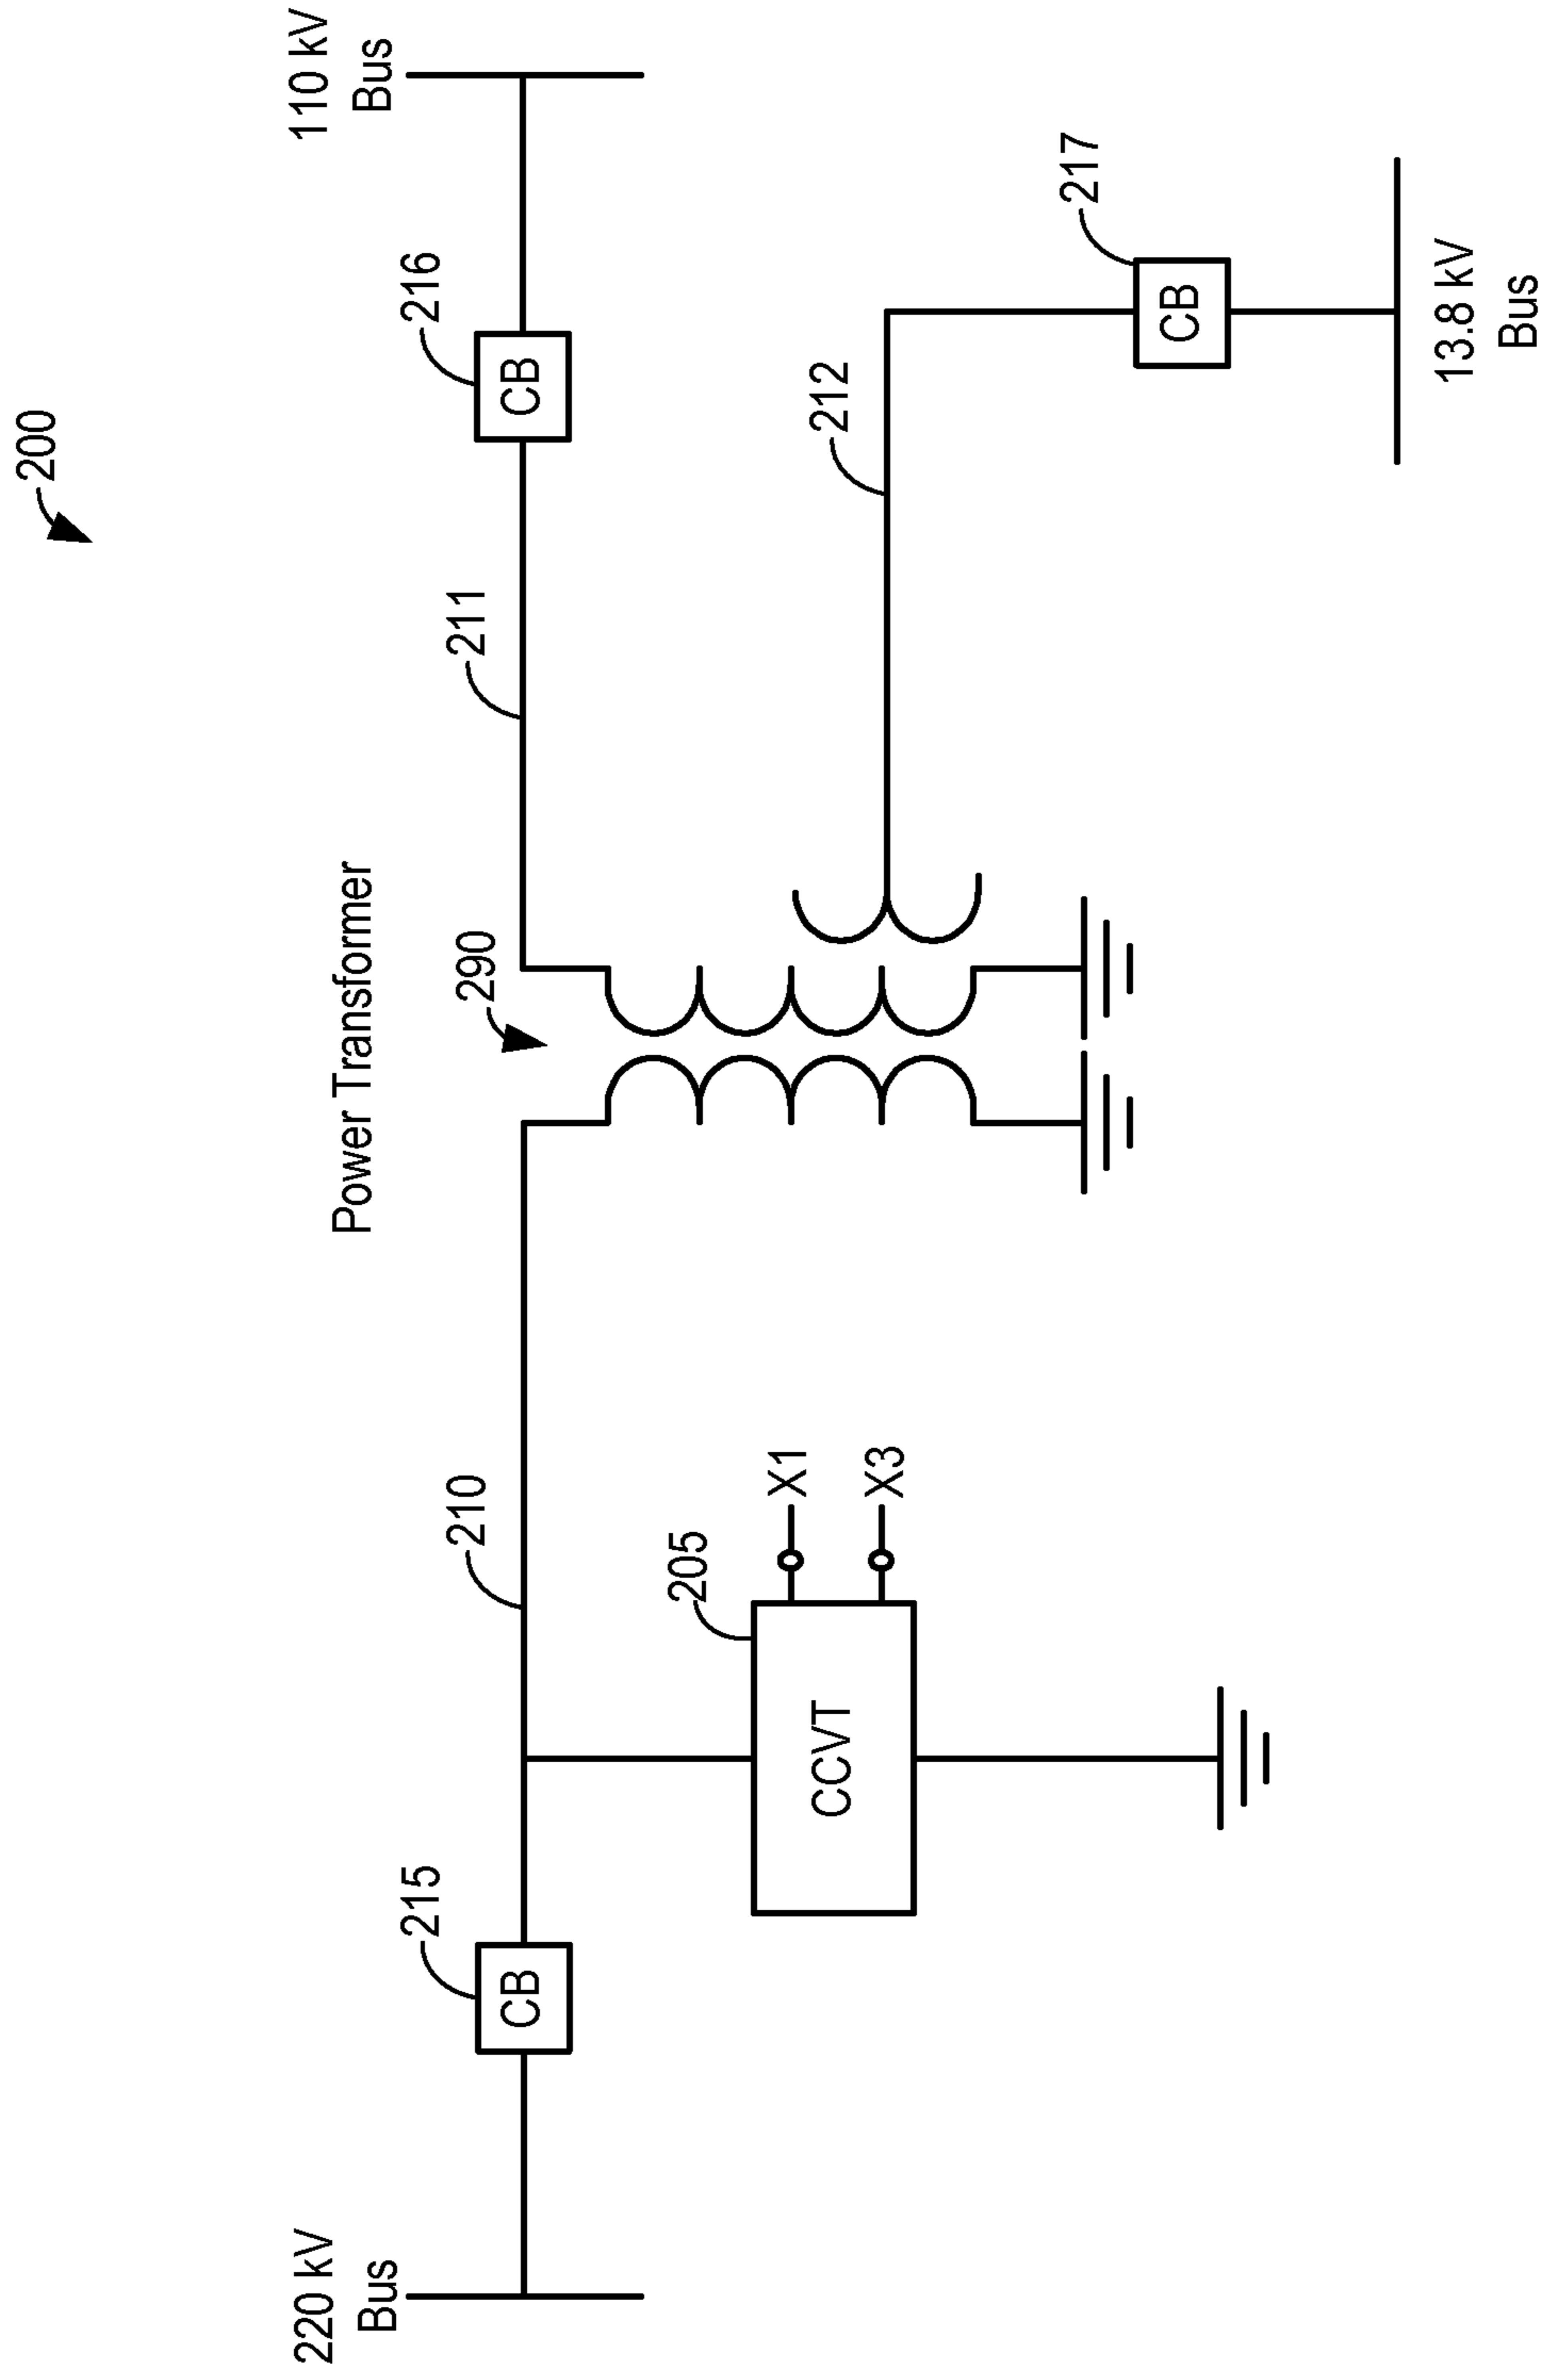 200
Power Transformer
220 kV
Bus
110 kV
Bus
215
CB
210
290
211
216
CB
205
CCVT
X1
X3
212
217
CB
13.8 kV
Bus